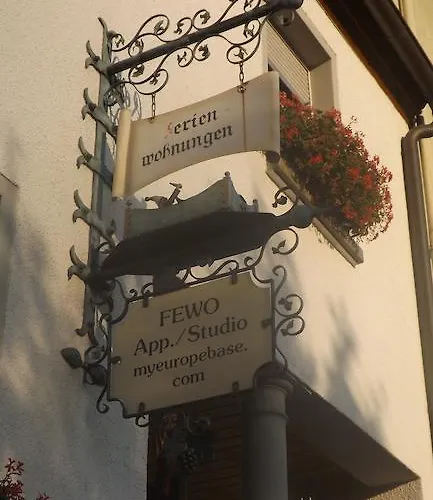 Ferien
wohnungen
FEWO
App./Studio
myeuropebase.
com